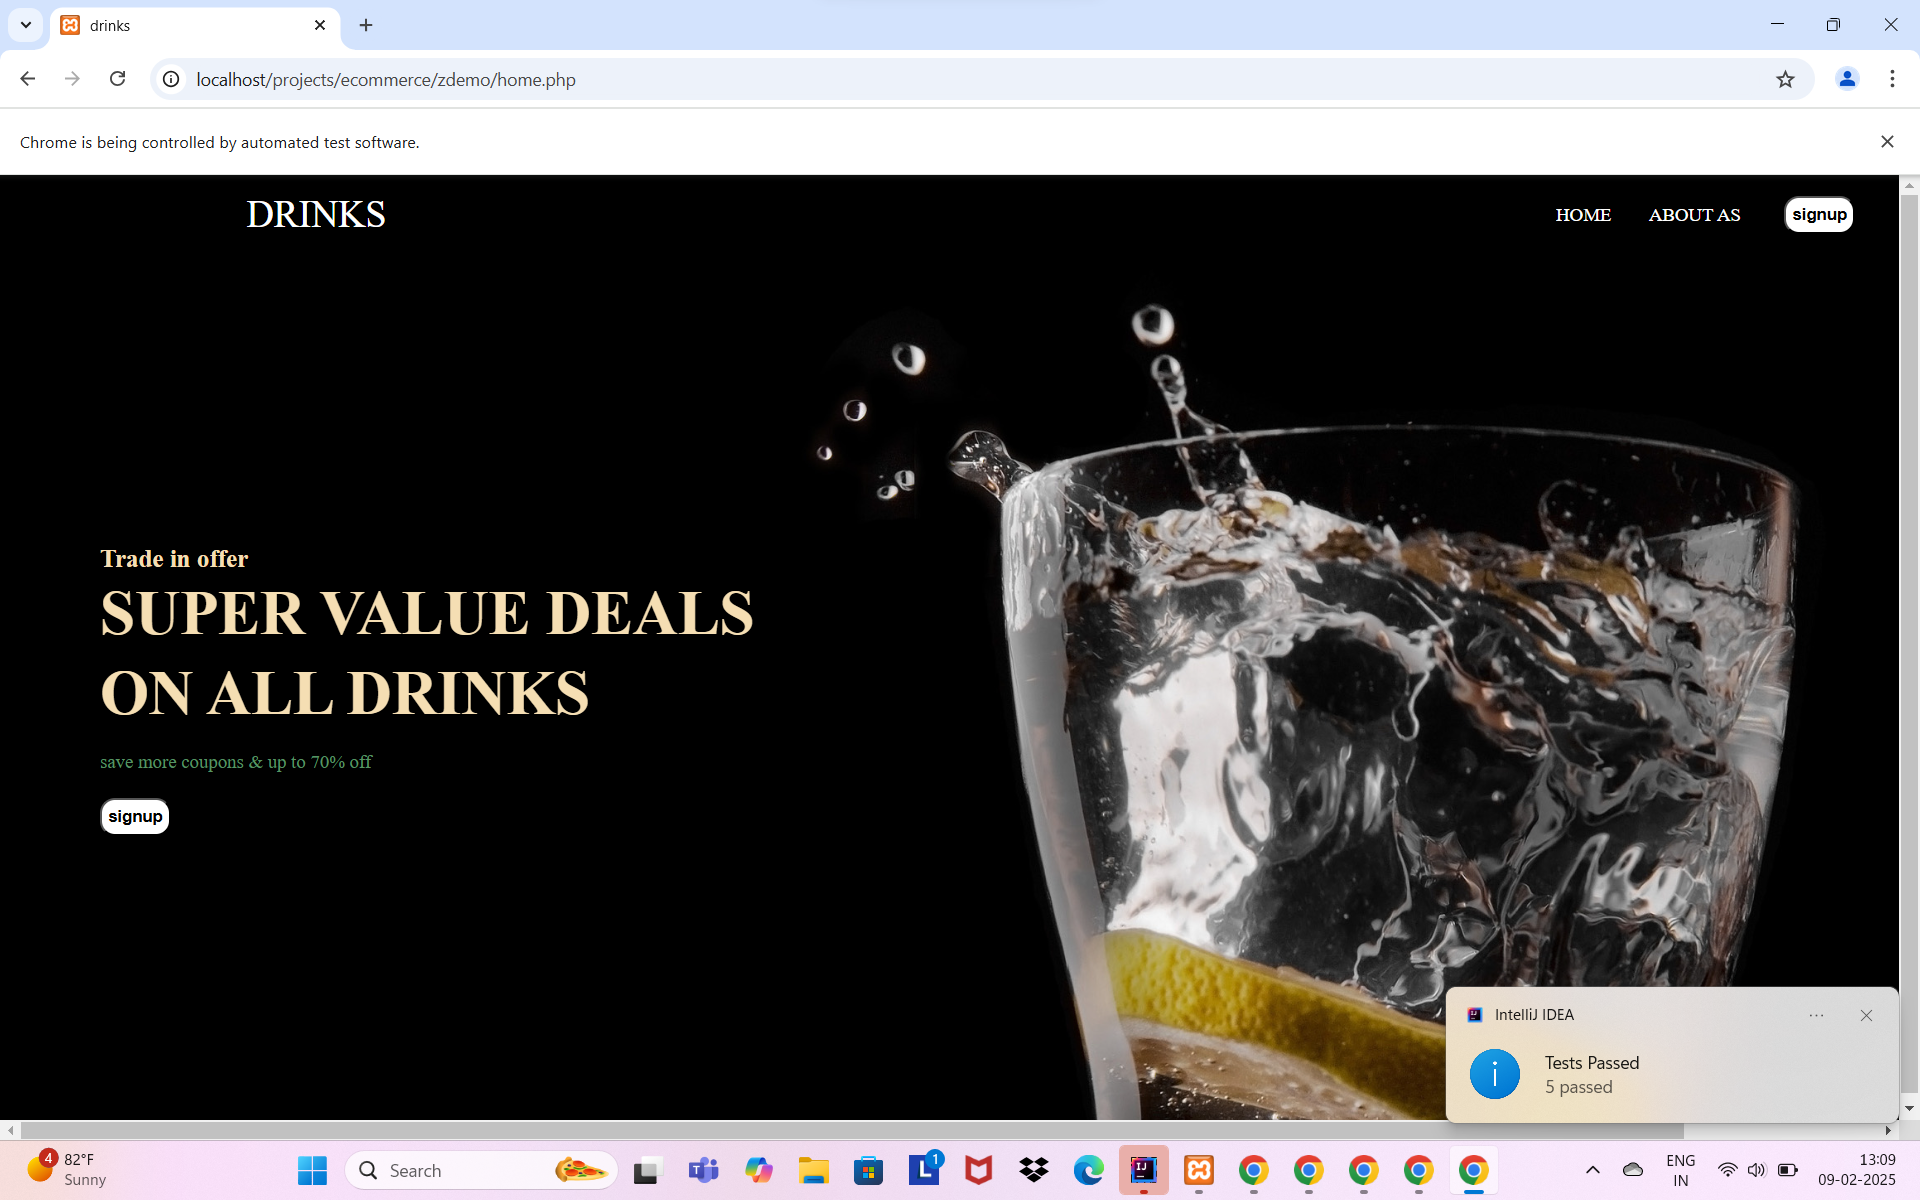 drinks
localhost/projects/ecommerce/zdemo/home.php
Chrome is being controlled by automated test software.
DRINKS
HOME
ABOUT AS
signup
Trade in offer
SUPER VALUE DEALS
ON ALL DRINKS
save more coupons & up to 70% off
signup
IntelliJ IDEA
Tests Passed
5 passed
4
82°F
Sunny
Search
1
ENG
IN
13:09
09-02-2025